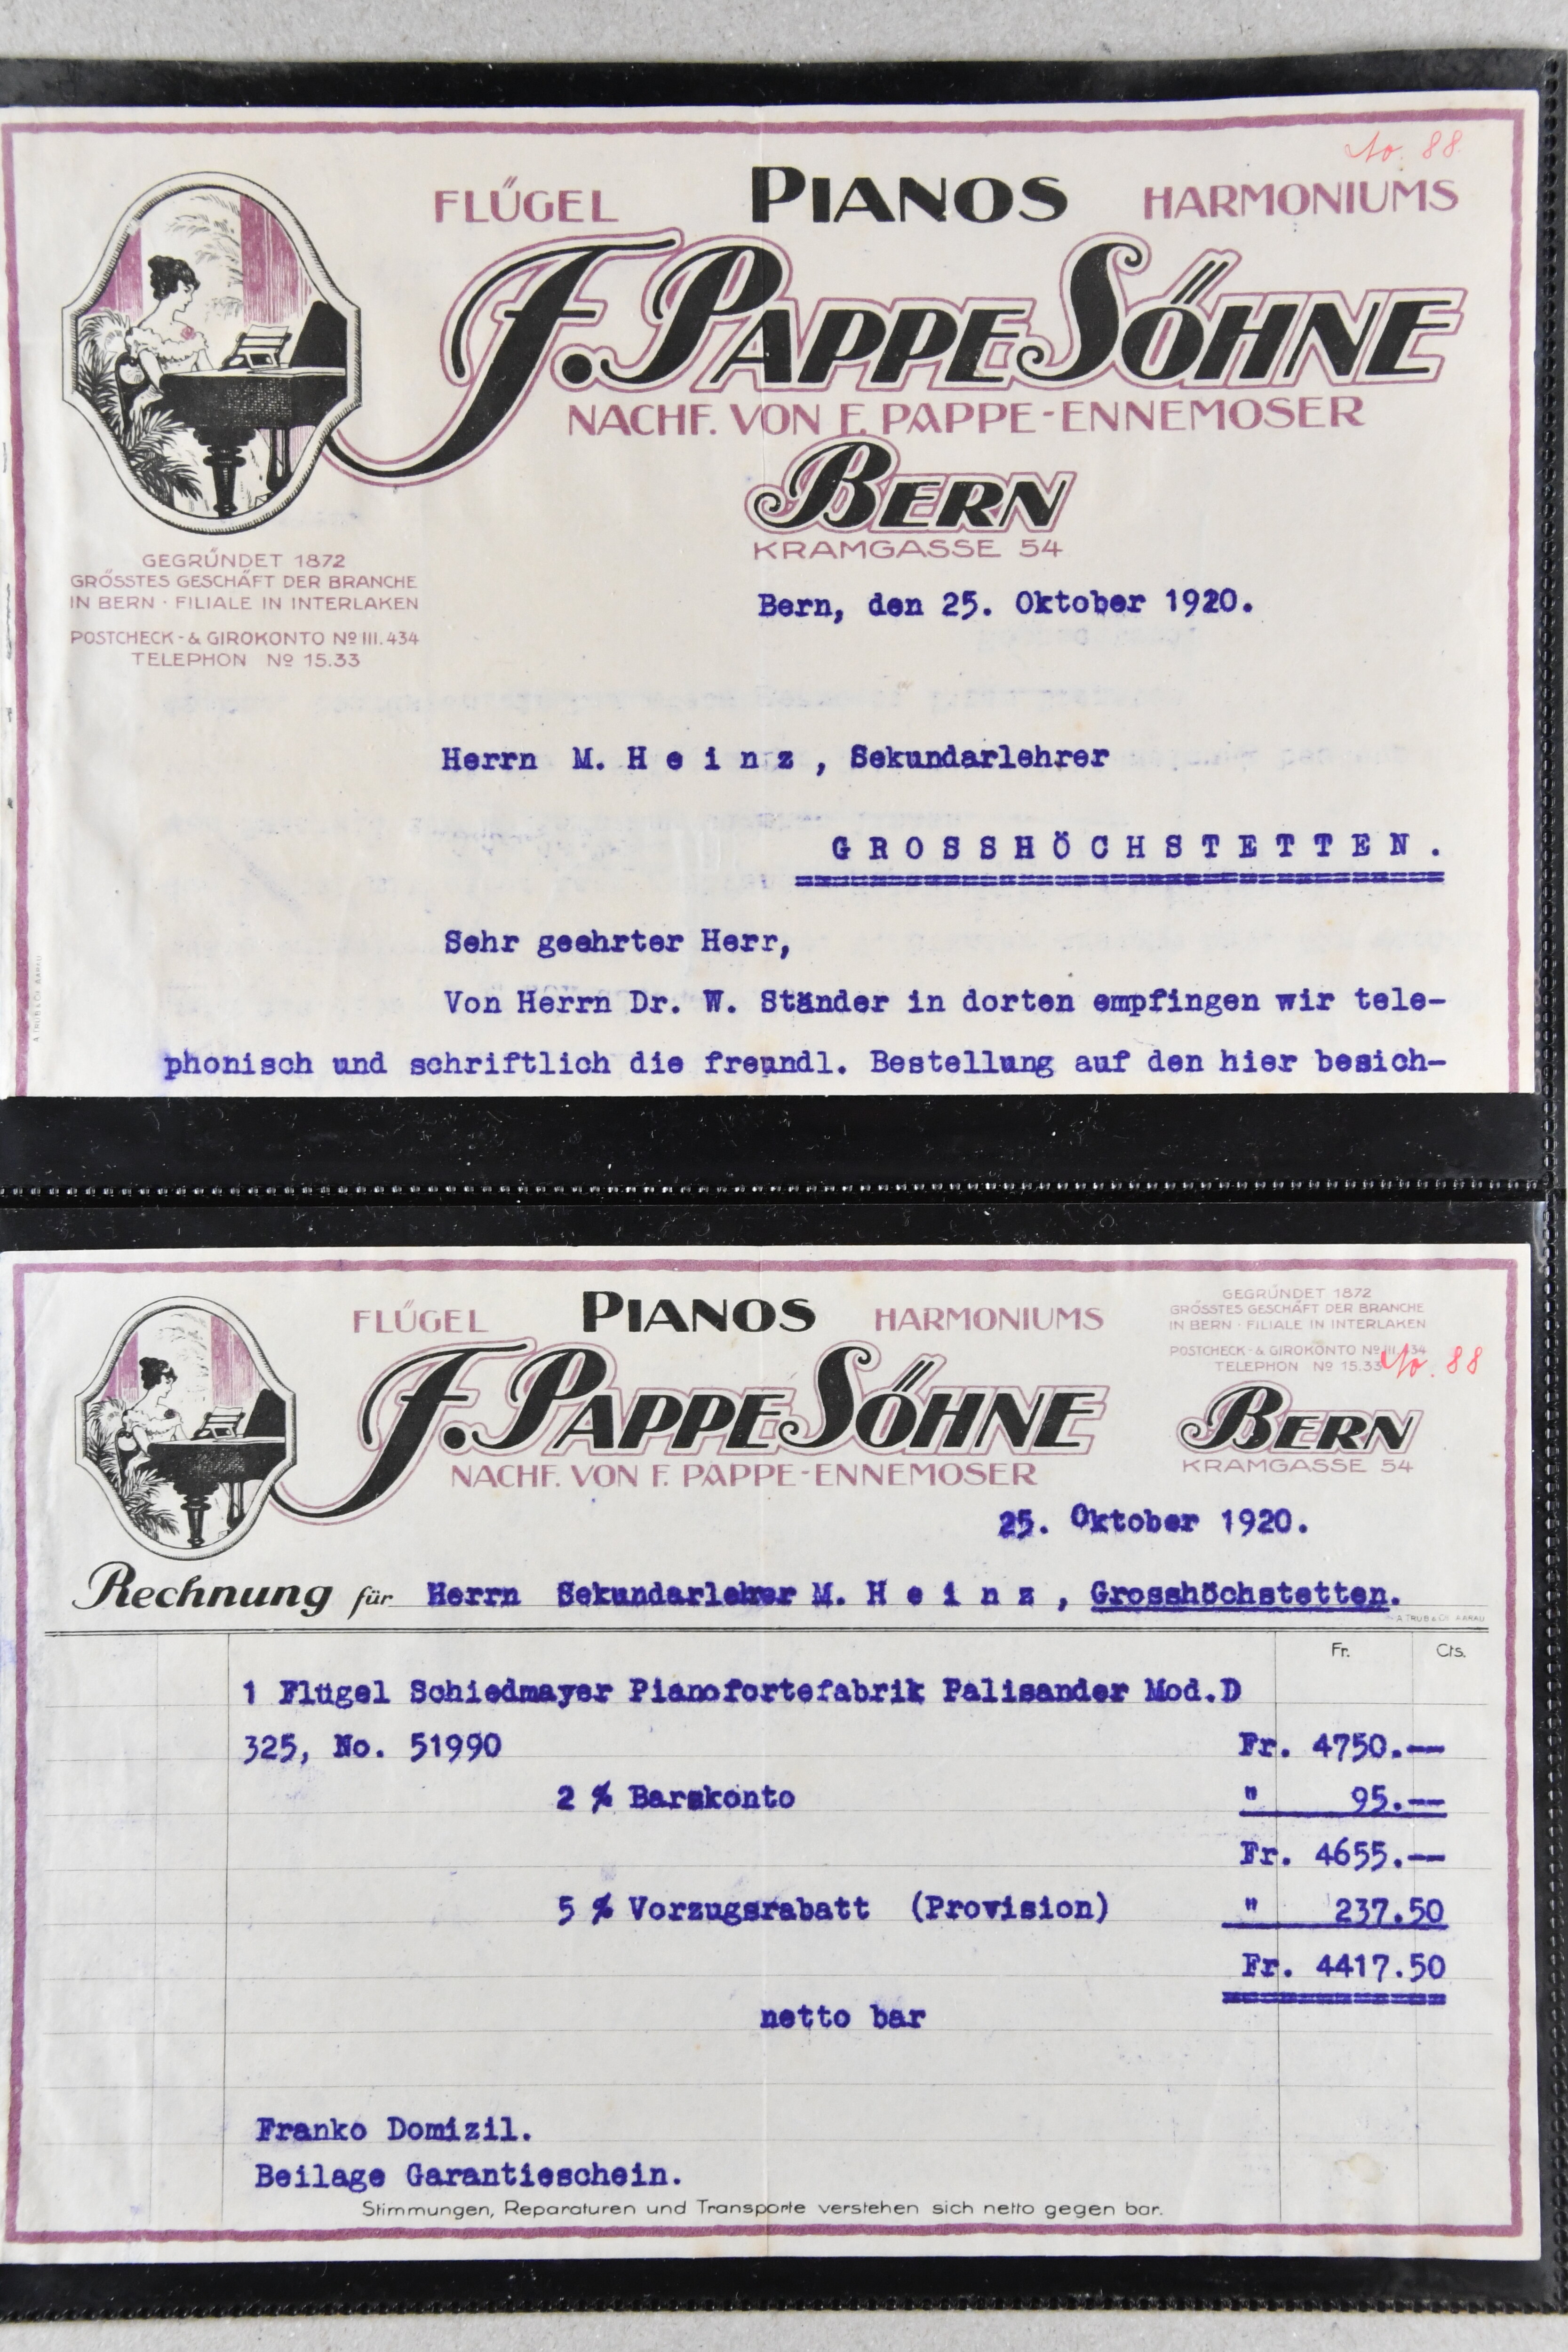 No. 88
FLÜGEL PIANOS HARMONIUMS
F. PAPPE SÖHNE
NACHF. VON F. PAPPE-ENNEMOSER
BERN
KRAMGASSE 54
GEGRÜNDET 1872
GRÖSSTES GESCHÄFT DER BRANCHE
IN BERN · FILIALE IN INTERLAKEN
POSTCHECK- & GIROKONTO Nº III. 434
TELEPHON Nº 15.33
Bern, den 25. Oktober 1920.
Herrn M. H e i n z , Sekundarlehrer
G R O S S H Ö C H S T E T T E N .
Sehr geehrter Herr,
Von Herrn Dr. W. Ständer in dorten empfingen wir tele-
phonisch und schriftlich die freundl. Bestellung auf den hier besich-
A. TRÜB & CIE AARAU
FLÜGEL PIANOS HARMONIUMS
F. PAPPE SÖHNE
NACHF. VON F. PAPPE-ENNEMOSER
GEGRÜNDET 1872
GRÖSSTES GESCHÄFT DER BRANCHE
IN BERN · FILIALE IN INTERLAKEN
POSTCHECK- & GIROKONTO Nº III. 434
TELEPHON Nº 15.33
No. 88
BERN
KRAMGASSE 54
25. Oktober 1920.
Rechnung für Herrn Sekundarlehrer M. H e i n z , Grosshöchstetten.
A. TRÜB & CIE AARAU
Fr. Cts.
1 Flügel Schiedmayer Pianofortefabrik Palisander Mod.D
325, No. 51990 Fr. 4750.--
2 % Barskonto " 95.--
Fr. 4655.--
5 % Vorzugsrabatt (Provision) " 237.50
Fr. 4417.50
netto bar
Franko Domizil.
Beilage Garantieschein.
Stimmungen, Reparaturen und Transporte verstehen sich netto gegen bar.